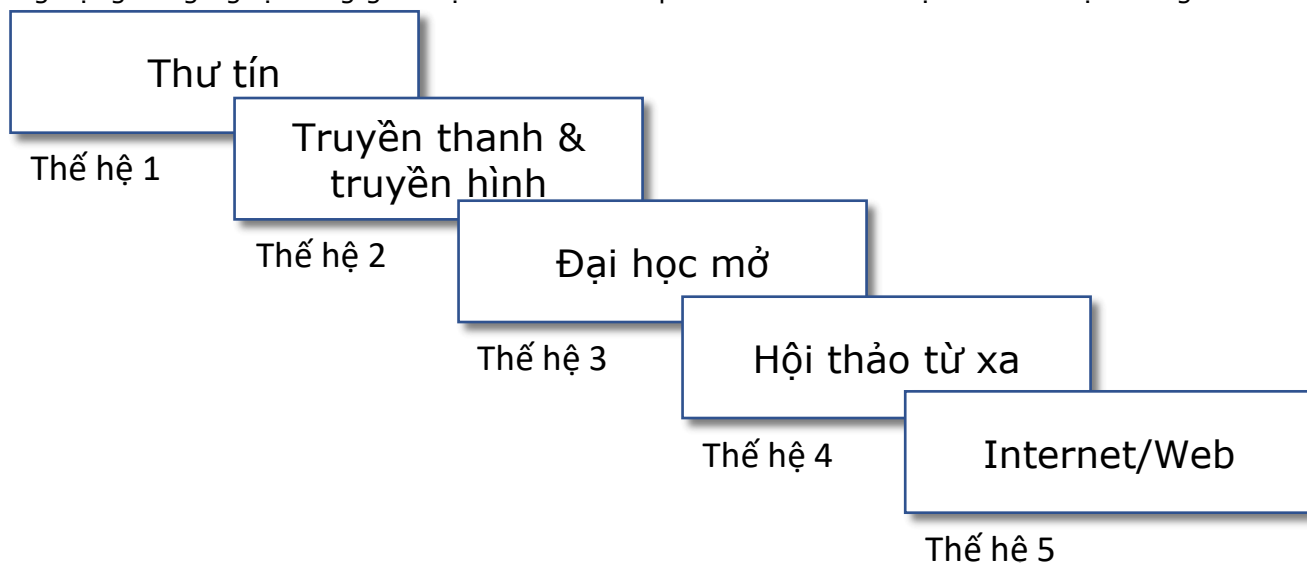 Thư tín
Thế hệ 1
Truyền thanh &
truyền hình
Thế hệ 2
Đại học mở
Thế hệ 3
Hội thảo từ xa
Thế hệ 4
Internet/Web
Thế hê 5